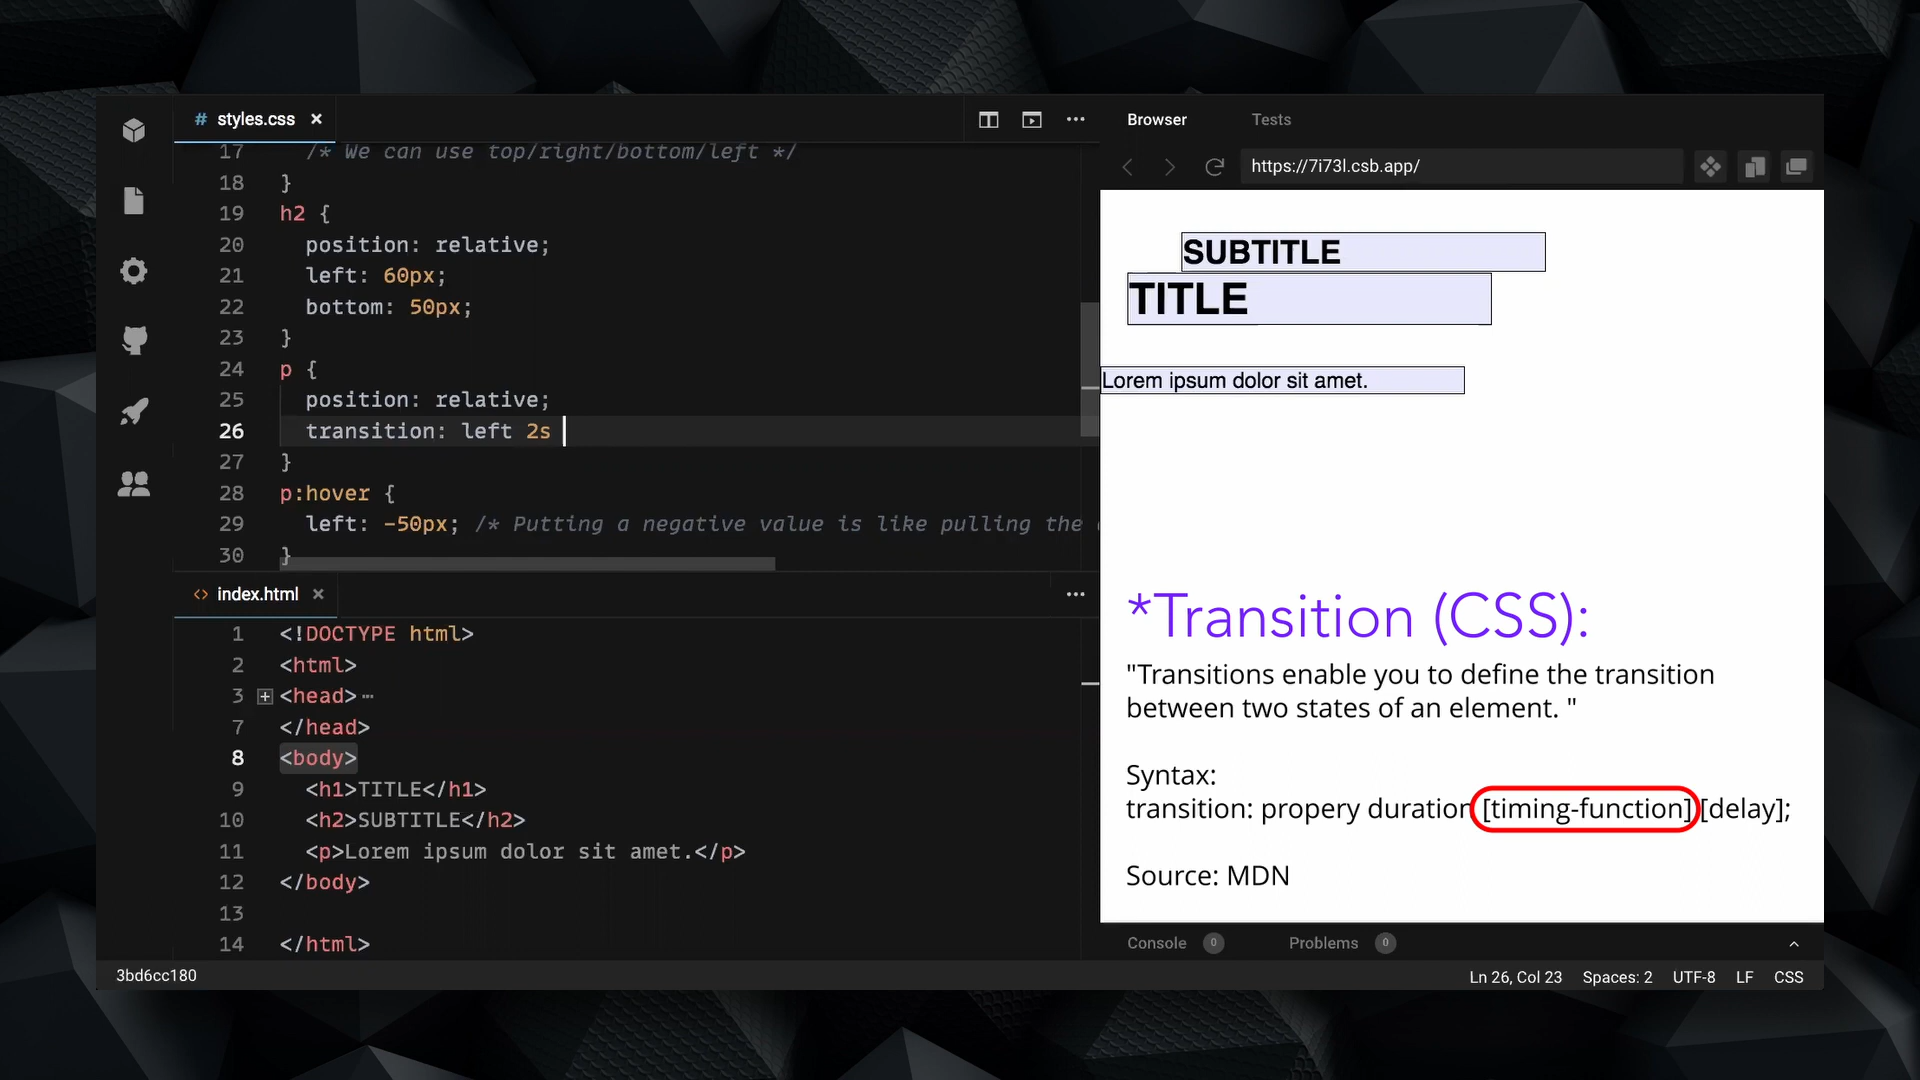 # styles.css ×
17 /* We can use top/right/bottom/left */
18 }
19 h2 {
20 position: relative;
21 left: 60px;
22 bottom: 50px;
23 }
24 p {
25 position: relative;
26 transition: left 2s
27 }
28 p:hover {
29 left: -50px; /* Putting a negative value is like pulling the
30 }
<> index.html ×
1 <!DOCTYPE html>
2 <html>
3 <head>
7 </head>
8 <body>
9 <h1>TITLE</h1>
10 <h2>SUBTITLE</h2>
11 <p>Lorem ipsum dolor sit amet.</p>
12 </body>
13
14 </html>
Browser Tests
https://7i73l.csb.app/
SUBTITLE
TITLE
Lorem ipsum dolor sit amet.
*Transition (CSS):
"Transitions enable you to define the transition
between two states of an element. "
Syntax:
transition: propery duration [timing-function] [delay];
Source: MDN
Console 0 Problems 0
3bd6cc180 Ln 26, Col 23 Spaces: 2 UTF-8 LF CSS